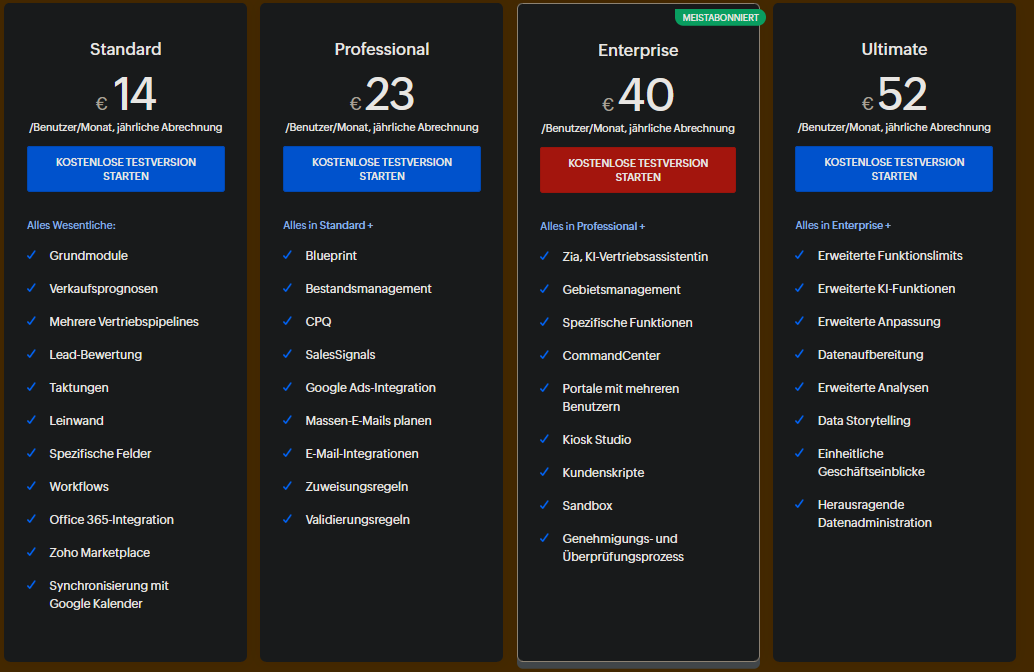 Standard
€ 14
/Benutzer/Monat, jährliche Abrechnung
KOSTENLOSE TESTVERSION
STARTEN
Alles Wesentliche:
Grundmodule
Verkaufsprognosen
Mehrere Vertriebspipelines
Lead-Bewertung
Taktungen
Leinwand
Spezifische Felder
Workflows
Office 365-Integration
Zoho Marketplace
Synchronisierung mit
Google Kalender
Professional
€ 23
/Benutzer/Monat, jährliche Abrechnung
KOSTENLOSE TESTVERSION
STARTEN
Alles in Standard +
Blueprint
Bestandsmanagement
CPQ
SalesSignals
Google Ads-Integration
Massen-E-Mails planen
E-Mail-Integrationen
Zuweisungsregeln
Validierungsregeln
MEISTABONNIERT
Enterprise
€ 40
/Benutzer/Monat, jährliche Abrechnung
KOSTENLOSE TESTVERSION
STARTEN
Alles in Professional +
Zia, KI-Vertriebsassistentin
Gebietsmanagement
Spezifische Funktionen
CommandCenter
Portale mit mehreren
Benutzern
Kiosk Studio
Kundenskripte
Sandbox
Genehmigungs- und
Überprüfungsprozess
Ultimate
€ 52
/Benutzer/Monat, jährliche Abrechnung
KOSTENLOSE TESTVERSION
STARTEN
Alles in Enterprise +
Erweiterte Funktionslimits
Erweiterte KI-Funktionen
Erweiterte Anpassung
Datenaufbereitung
Erweiterte Analysen
Data Storytelling
Einheitliche
Geschäftseinblicke
Herausragende
Datenadministration